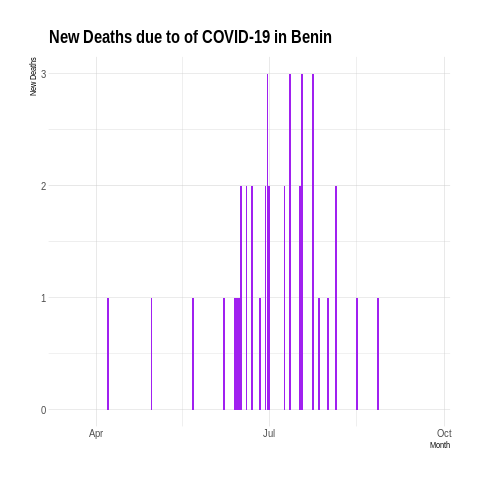 New Deaths due to of COVID-19 in Benin
New Deaths
3
2
1
0
Apr
Jul
Oct
Month